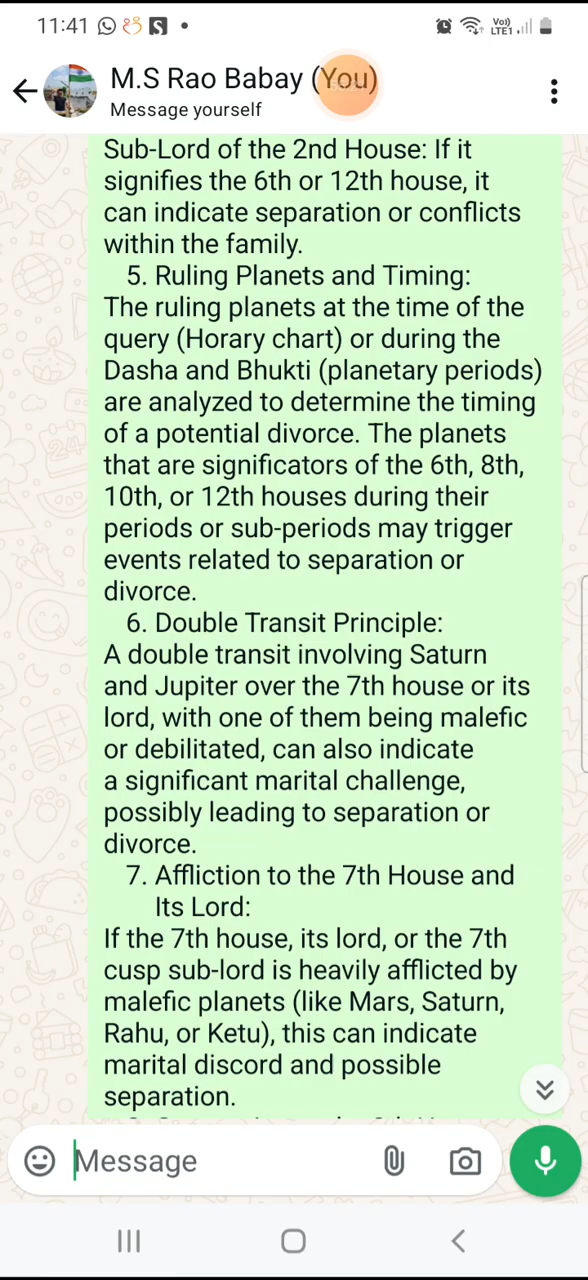 11:41
Vo))
LTE1
M.S Rao Babay (You)
Message yourself
Sub-Lord of the 2nd House: If it
signifies the 6th or 12th house, it
can indicate separation or conflicts
within the family.
5. Ruling Planets and Timing:
The ruling planets at the time of the
query (Horary chart) or during the
Dasha and Bhukti (planetary periods)
are analyzed to determine the timing
of a potential divorce. The planets
that are significators of the 6th, 8th,
10th, or 12th houses during their
periods or sub-periods may trigger
events related to separation or
divorce.
6. Double Transit Principle:
A double transit involving Saturn
and Jupiter over the 7th house or its
lord, with one of them being malefic
or debilitated, can also indicate
a significant marital challenge,
possibly leading to separation or
divorce.
7. Affliction to the 7th House and
Its Lord:
If the 7th house, its lord, or the 7th
cusp sub-lord is heavily afflicted by
malefic planets (like Mars, Saturn,
Rahu, or Ketu), this can indicate
marital discord and possible
separation.
Message